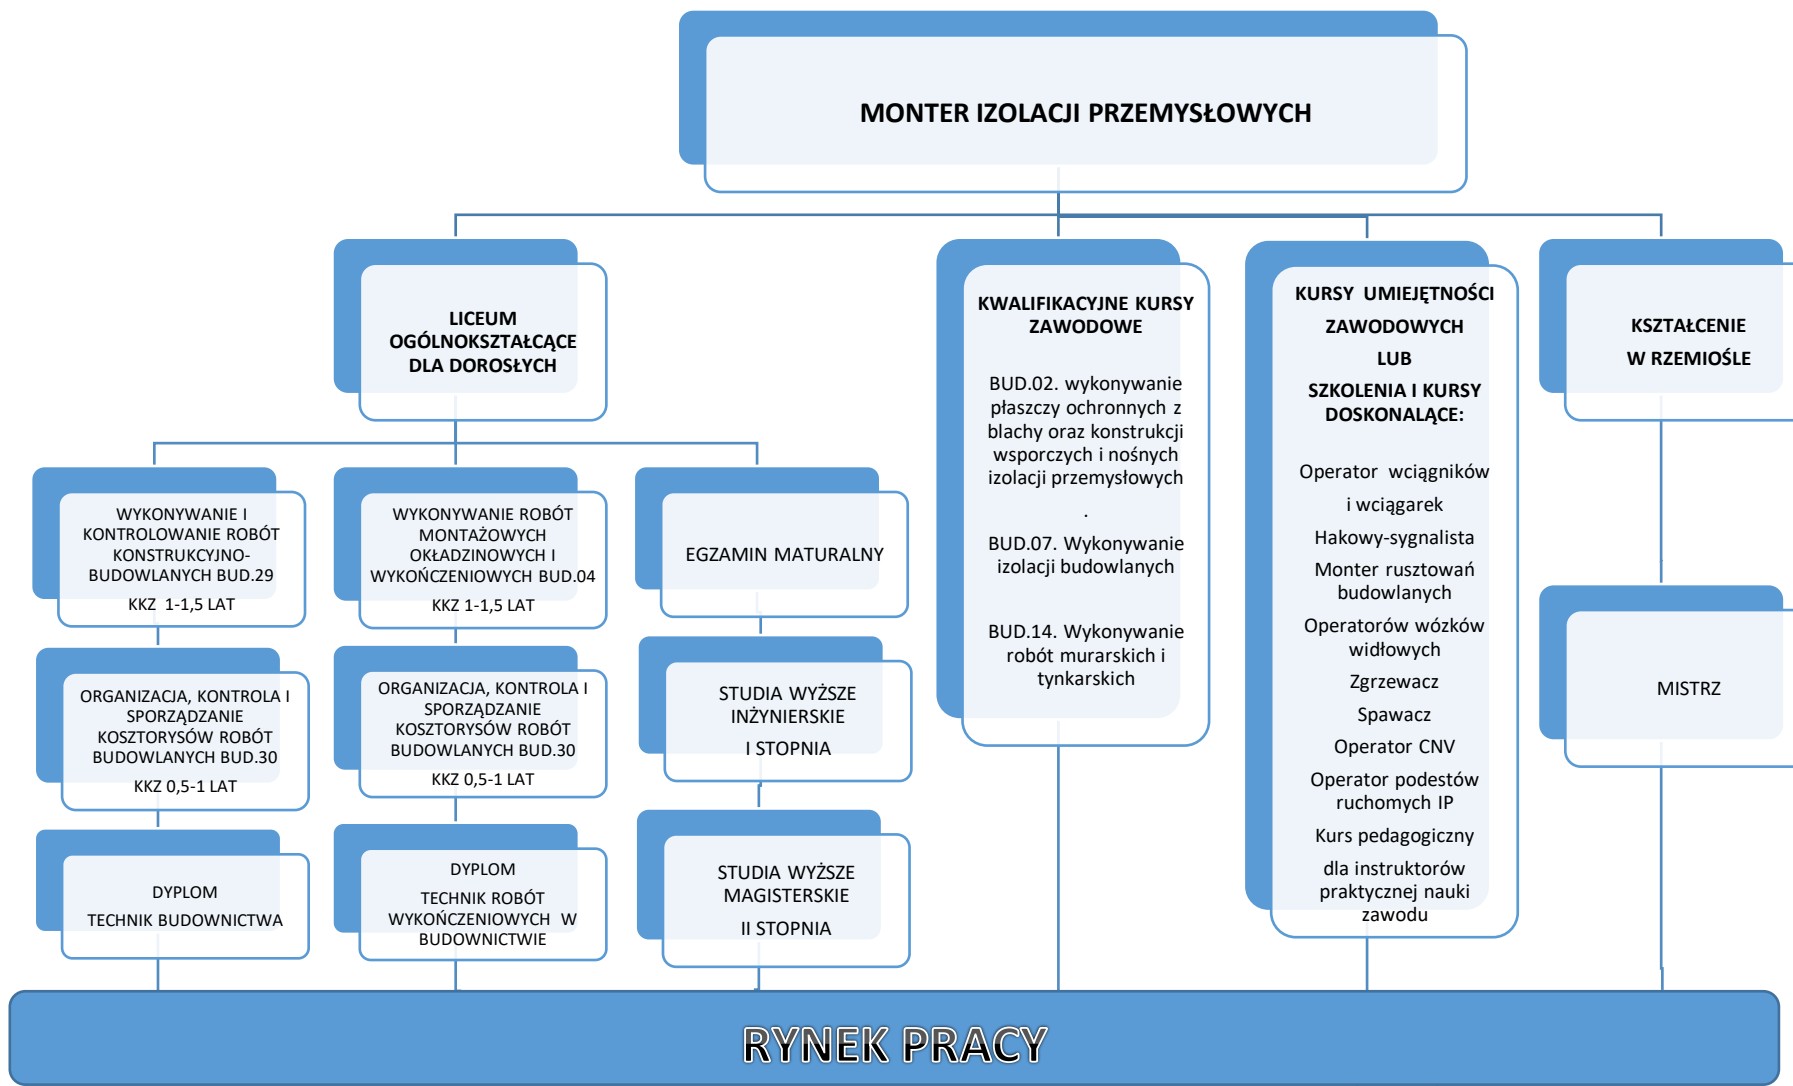 MONTER IZOLACJI PRZEMYSŁOWYCH
LICEUM
OGÓLNOKSZTAŁCĄCE
DLA DOROSŁYCH
WYKONYWANIE I
KONTROLOWANIE ROBÓT
KONSTRUKCYJNO-
BUDOWLANYCH BUD.29
KKZ 1-1,5 LAT
ORGANIZACJA, KONTROLA I
SPORZĄDZANIE
KOSZTORYSÓW ROBÓT
BUDOWLANYCH BUD.30
KKZ 0,5-1 LAT
DYPLOM
TECHNIK BUDOWNICTWA
WYKONYWANIE ROBÓT
MONTAŻOWYCH
OKŁADZINOWYCH I
WYKOŃCZENIOWYCH BUD.04
KKZ 1-1,5 LAT
ORGANIZACJA, KONTROLA I
SPORZĄDZANIE
KOSZTORYSÓW ROBÓT
BUDOWLANYCH BUD.30
KKZ 0,5-1 LAT
DYPLOM
TECHNIK ROBÓT
WYKOŃCZENIOWYCH W
BUDOWNICTWIE
EGZAMIN MATURALNY
STUDIA WYŻSZE
INŻYNIERSKIE
I STOPNIA
STUDIA WYŻSZE
MAGISTERSKIE
II STOPNIA
KWALIFIKACYJNE KURSY
ZAWODOWE
BUD.02. wykonywanie
płaszczy ochronnych z
blachy oraz konstrukcji
wsporczych i nośnych
izolacji przemysłowych
.
BUD.07. Wykonywanie
izolacji budowlanych
BUD.14. Wykonywanie
robót murarskich i
tynkarskich
KURSY UMIEJĘTNOŚCI
ZAWODOWYCH
LUB
SZKOLENIA I KURSY
DOSKONALĄCE:
Operator wciągników
i wciągarek
Hakowy-sygnalista
Monter rusztowań
budowlanych
Operatorów wózków
widłowych
Zgrzewacz
Spawacz
Operator CNV
Operator podestów
ruchomych IP
Kurs pedagogiczny
dla instruktorów
praktycznej nauki
zawodu
KSZTAŁCENIE
W RZEMIOŚLE
MISTRZ
RYNEK PRACY